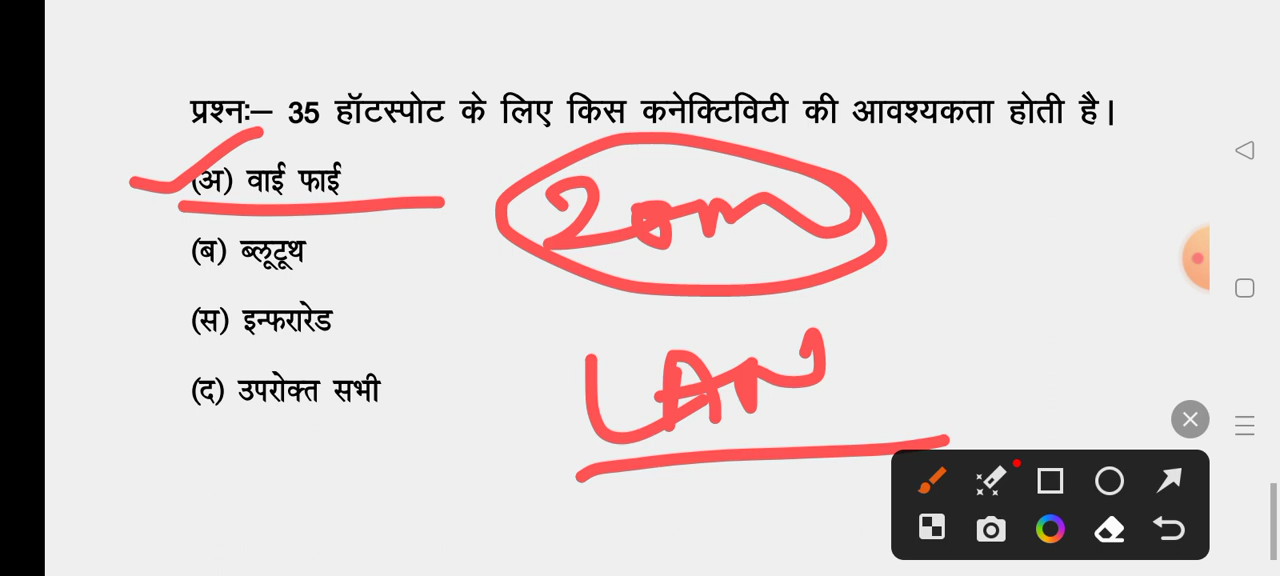 प्रश्नः– 35 हॉटस्पोट के लिए किस कनेक्टिविटी की आवश्यकता होती है।
(अ) वाई फाई
20m
(ब) ब्लूटूथ
(स) इन्फरारेड
LAN
(द) उपरोक्त सभी